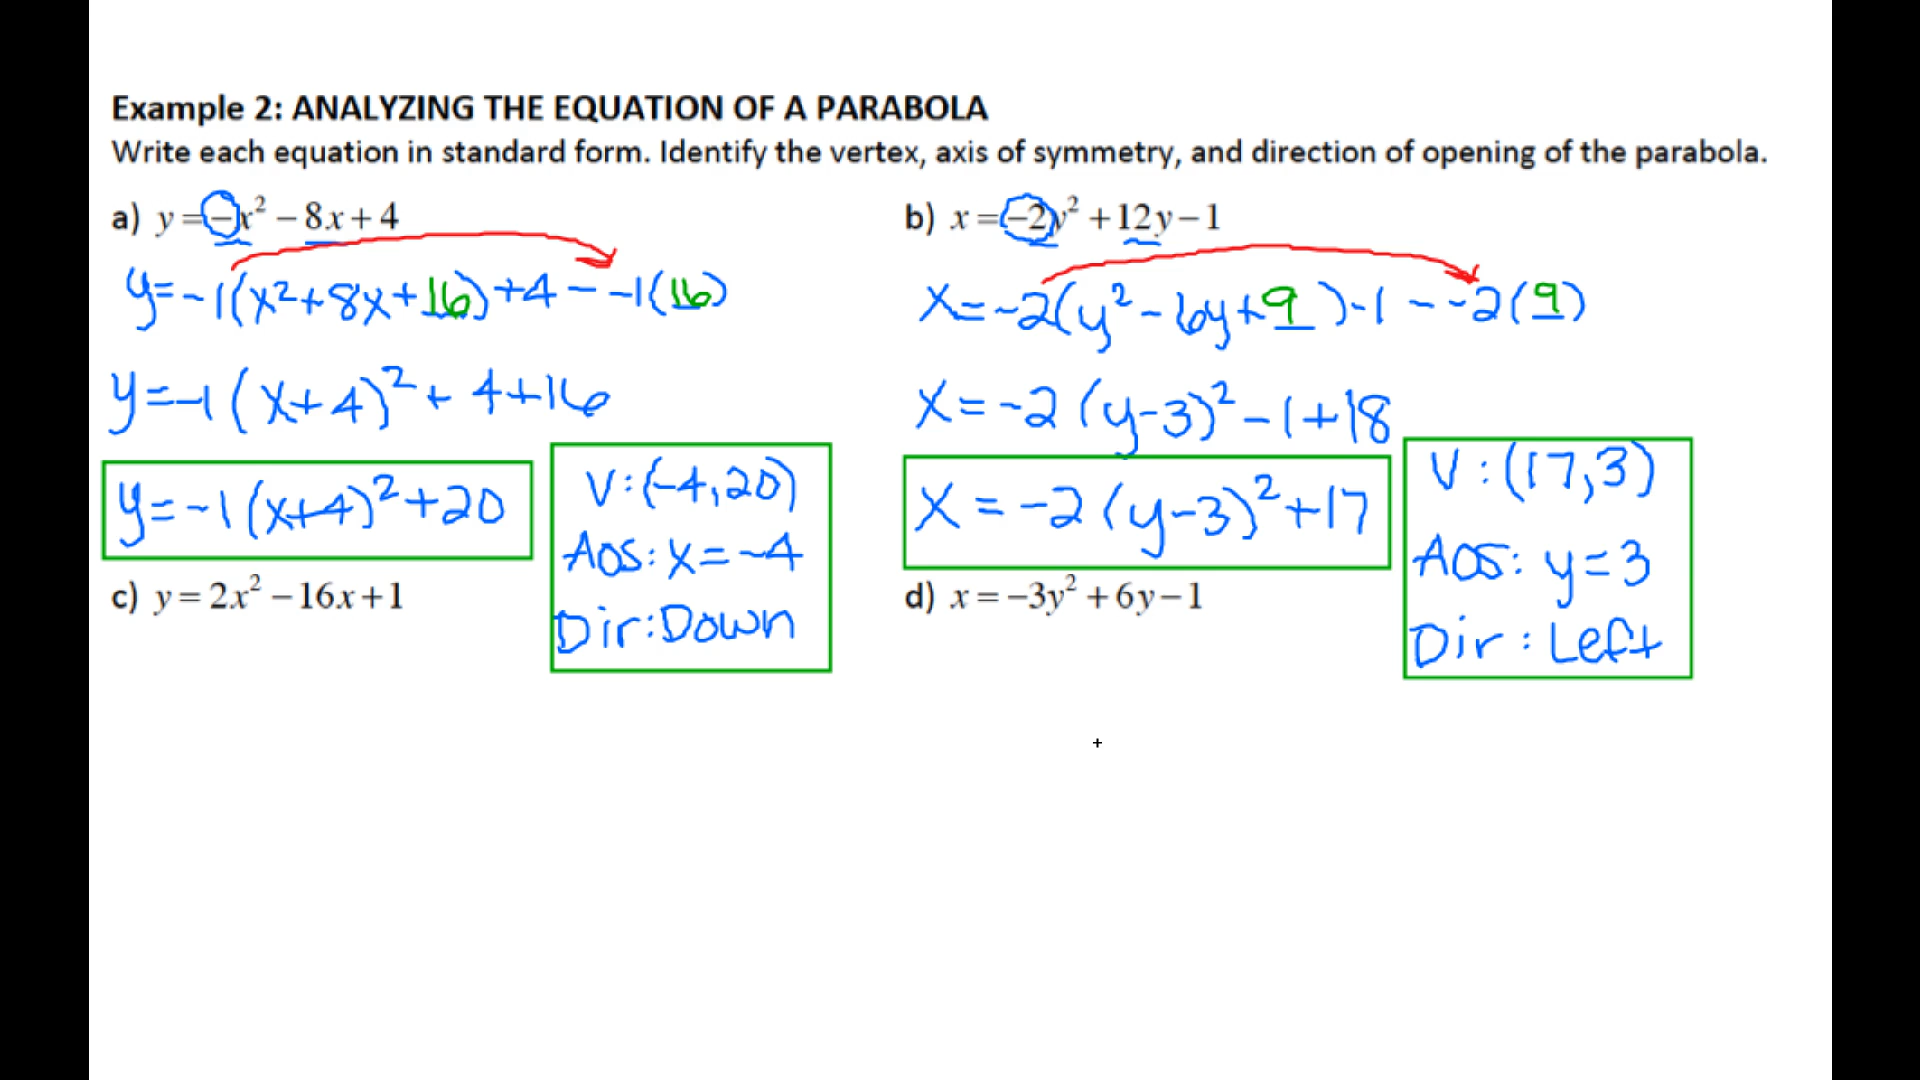 Example 2: ANALYZING THE EQUATION OF A PARABOLA
Write each equation in standard form. Identify the vertex, axis of symmetry, and direction of opening of the parabola.
a) y = −x² − 8x + 4
y = -1(x² + 8x + 16) + 4 − -1(16)
y = -1(x+4)² + 4+16
y = -1(x+4)² + 20
V: (-4, 20)
AOS: x = -4
Dir: Down
b) x = −2y² + 12y − 1
x = -2(y² - 6y + 9) - 1 - -2(9)
x = -2(y-3)² - 1 + 18
x = -2(y-3)² + 17
V: (17, 3)
AOS: y = 3
Dir: Left
c) y = 2x² − 16x + 1
d) x = −3y² + 6y − 1